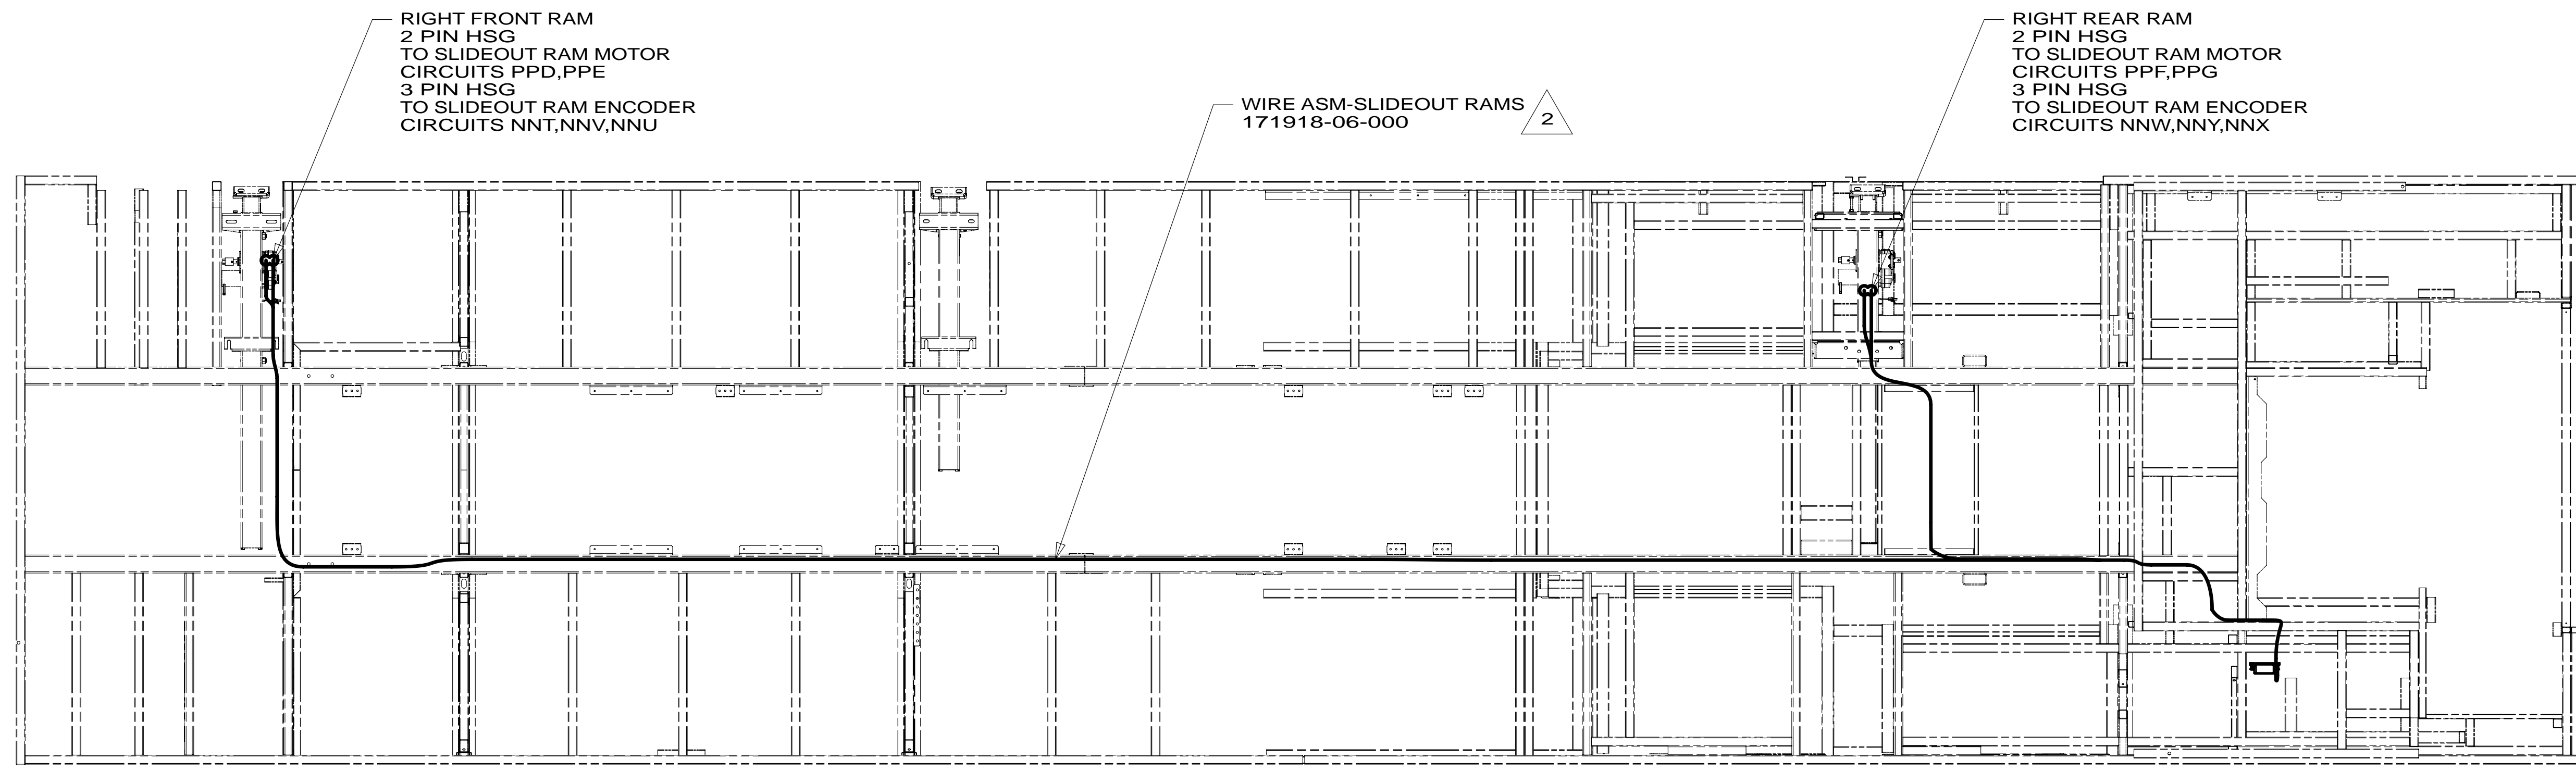 RIGHT FRONT RAM
2 PIN HSG
TO SLIDEOUT RAM MOTOR
CIRCUITS PPD,PPE
3 PIN HSG
TO SLIDEOUT RAM ENCODER
CIRCUITS NNT,NNV,NNU
WIRE ASM-SLIDEOUT RAMS
171918-06-000
2
RIGHT REAR RAM
2 PIN HSG
TO SLIDEOUT RAM MOTOR
CIRCUITS PPF,PPG
3 PIN HSG
TO SLIDEOUT RAM ENCODER
CIRCUITS NNW,NNY,NNX